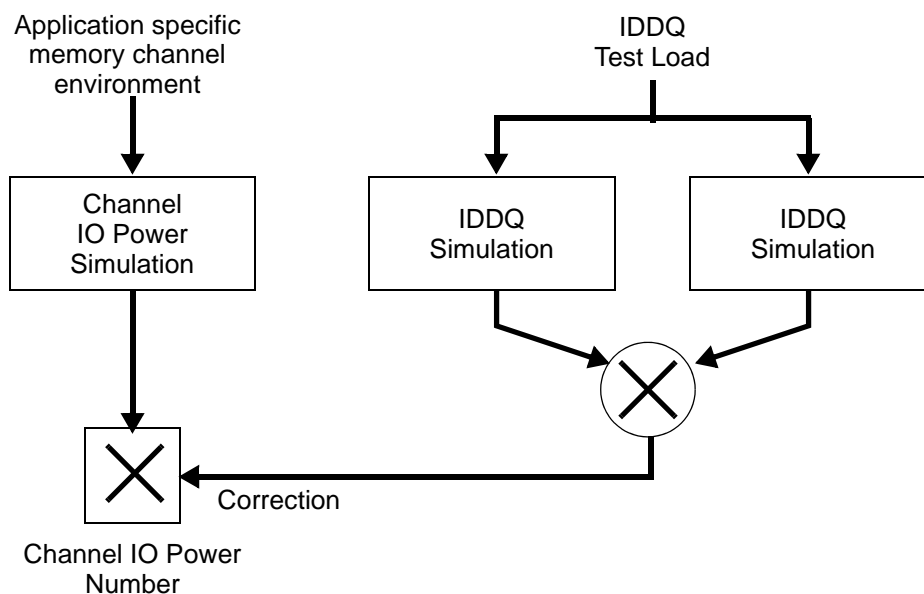 Application specific
memory channel
environment
IDDQ
Test Load
Channel
IO Power
Simulation
IDDQ
Simulation
IDDQ
Simulation
Correction
Channel IO Power
Number